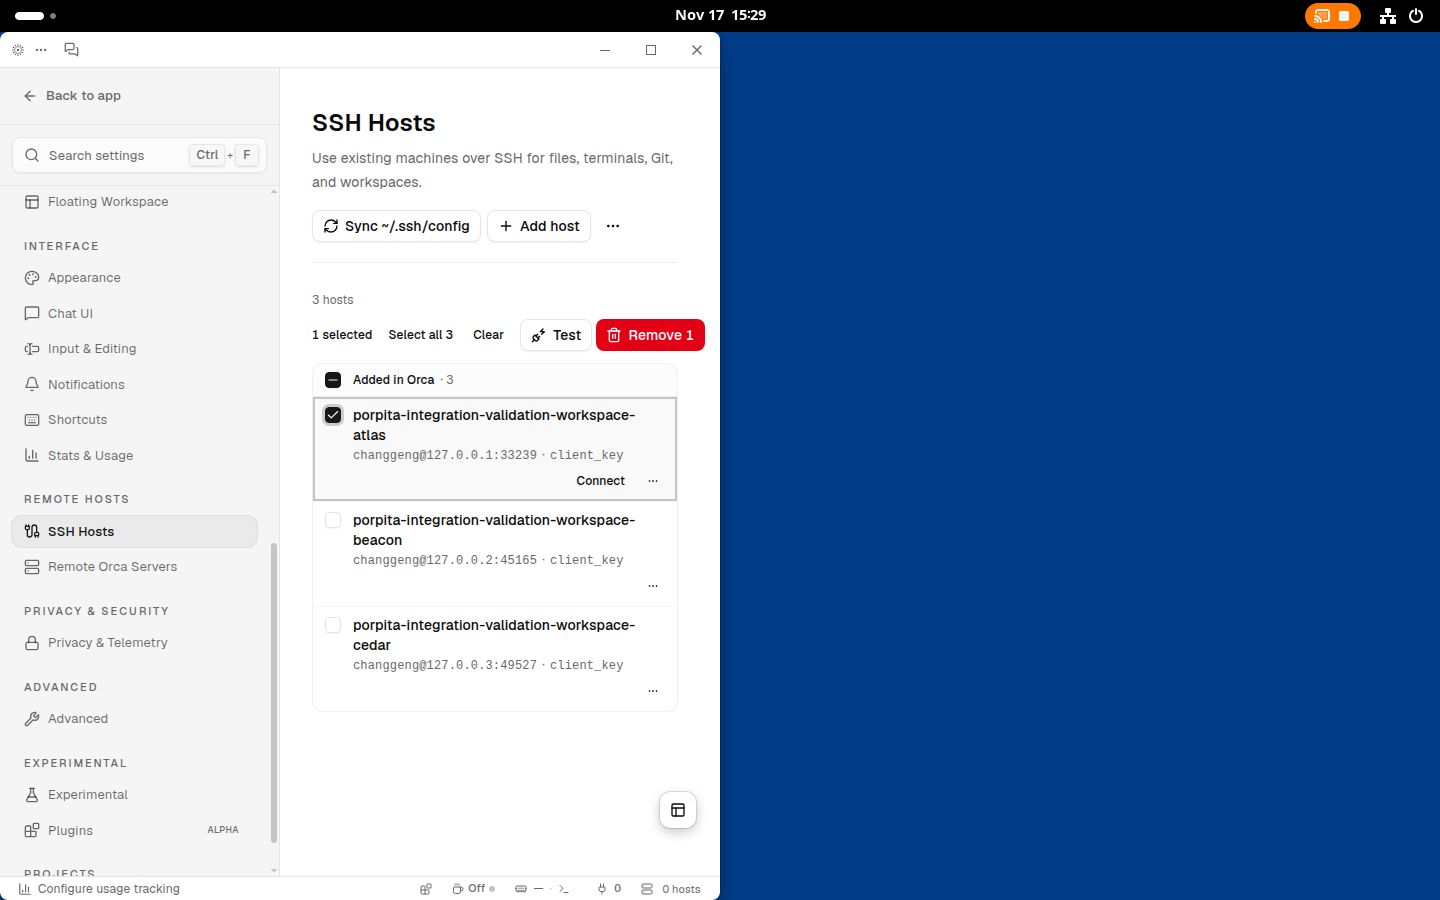 Nov 17 15:29
Back to app
Search settings Ctrl + F
Floating Workspace
INTERFACE
Appearance
Chat UI
Input & Editing
Notifications
Shortcuts
Stats & Usage
REMOTE HOSTS
SSH Hosts
Remote Orca Servers
PRIVACY & SECURITY
Privacy & Telemetry
ADVANCED
Advanced
EXPERIMENTAL
Experimental
Plugins ALPHA
PROJECTS
SSH Hosts
Use existing machines over SSH for files, terminals, Git,
and workspaces.
Sync ~/.ssh/config Add host
3 hosts
1 selected Select all 3 Clear Test Remove 1
Added in Orca · 3
porpita-integration-validation-workspace-
atlas
changgeng@127.0.0.1:33239 · client_key
Connect
porpita-integration-validation-workspace-
beacon
changgeng@127.0.0.2:45165 · client_key
porpita-integration-validation-workspace-
cedar
changgeng@127.0.0.3:49527 · client_key
Configure usage tracking Off — · 0 0 hosts